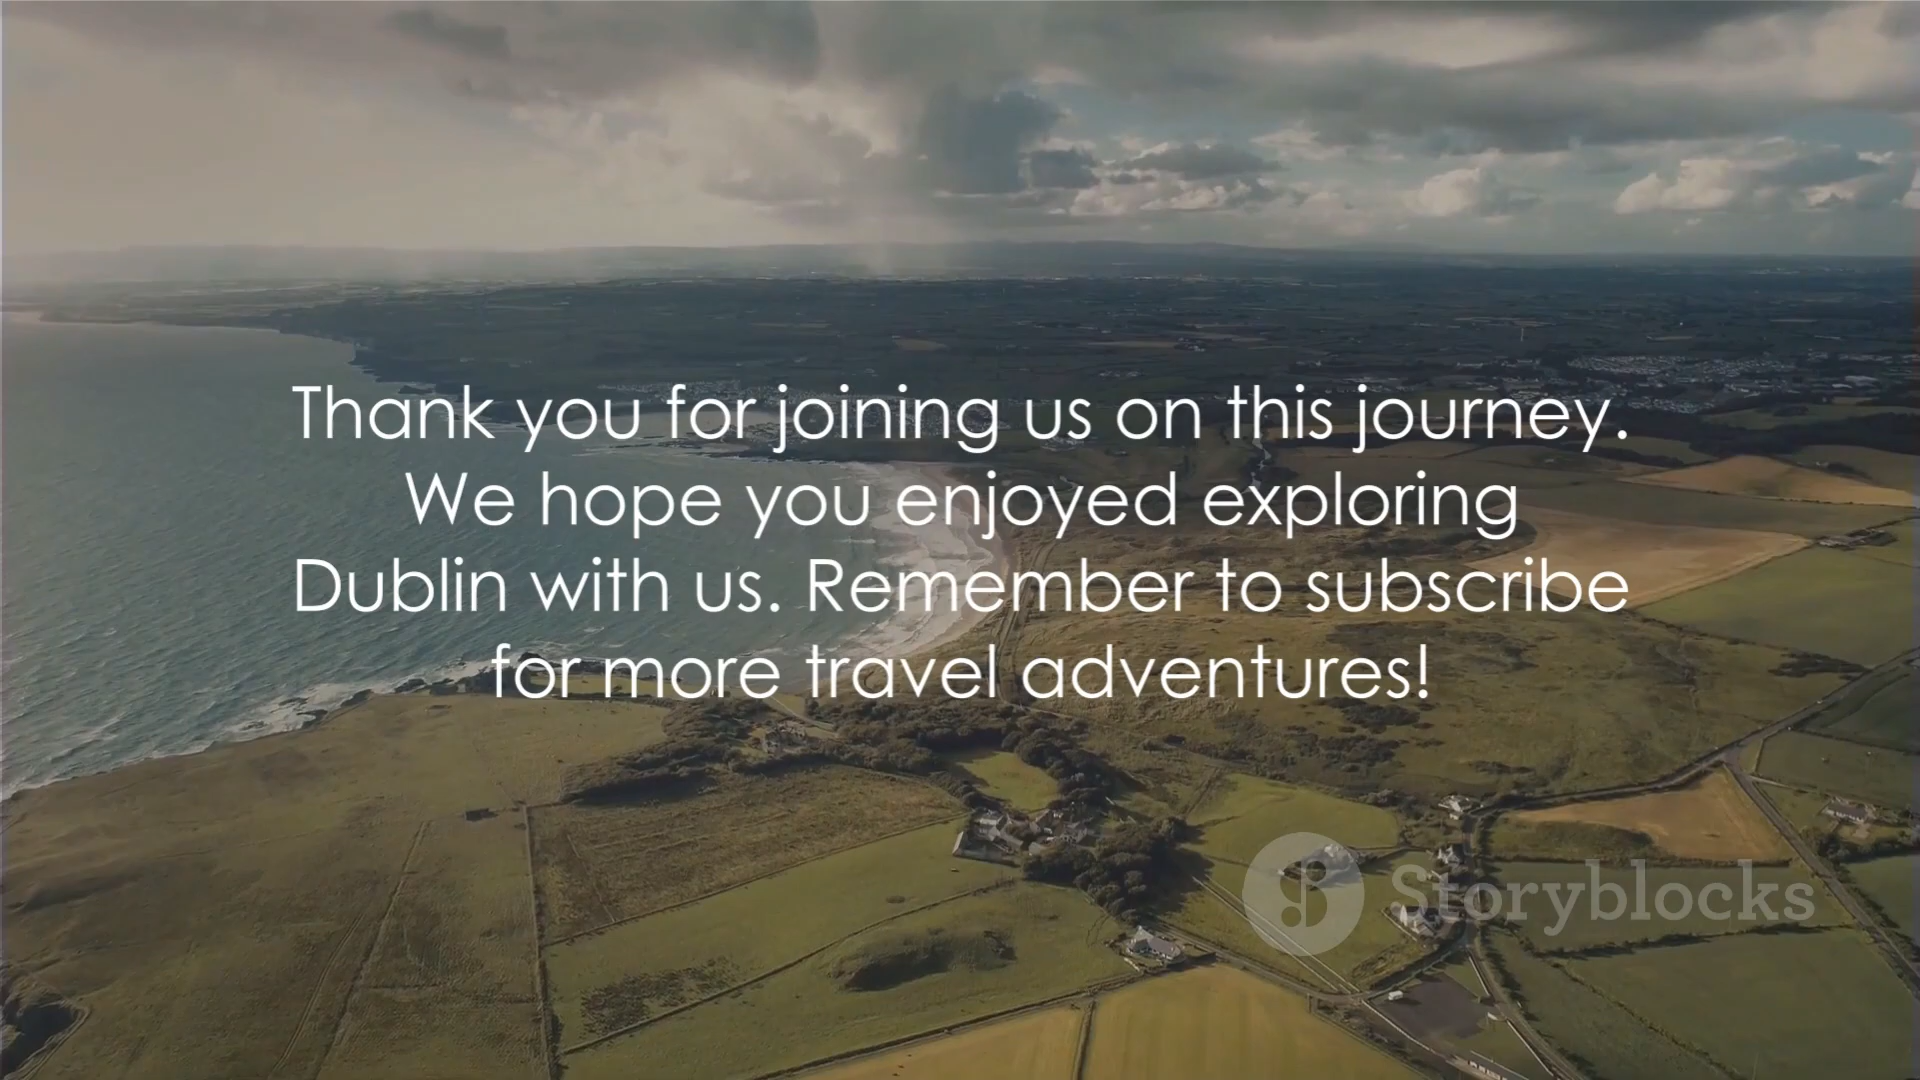 Thank you for joining us on this journey.
We hope you enjoyed exploring
Dublin with us. Remember to subscribe
for more travel adventures!
Storyblocks